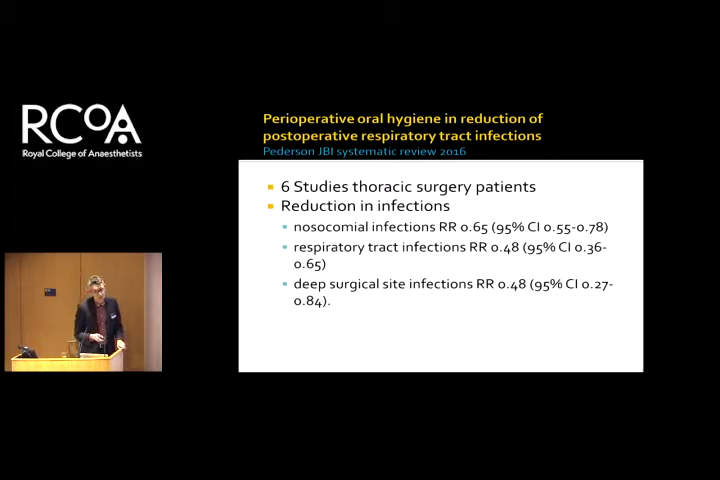 RCOA
Royal College of Anaesthetists
Perioperative oral hygiene in reduction of
postoperative respiratory tract infections
Pederson JBI systematic review 2016
6 Studies thoracic surgery patients
Reduction in infections
nosocomial infections RR 0.65 (95% CI 0.55-0.78)
respiratory tract infections RR 0.48 (95% CI 0.36-
0.65)
deep surgical site infections RR 0.48 (95% CI 0.27-
0.84).